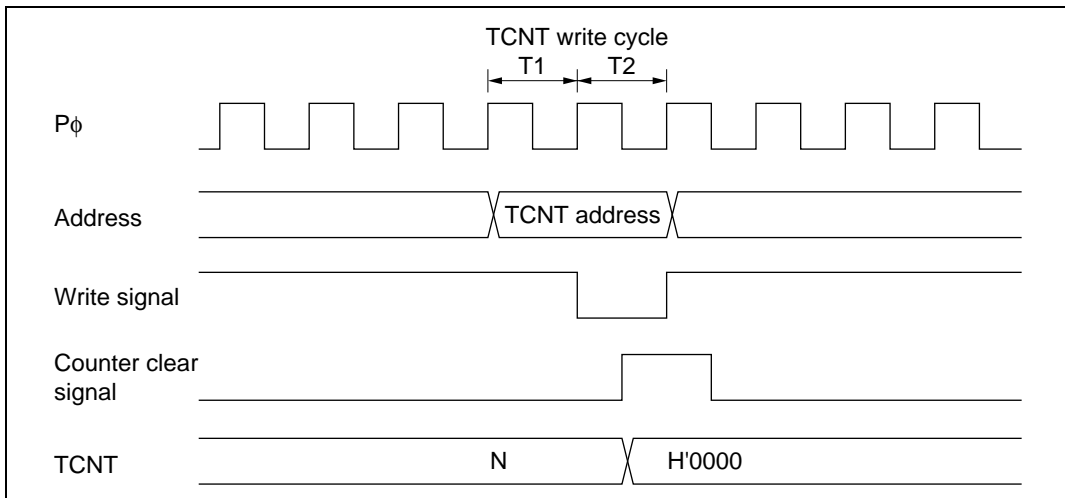 TCNT write cycle
T1 T2
Pϕ
Address
TCNT address
Write signal
Counter clear
signal
TCNT
N
H'0000